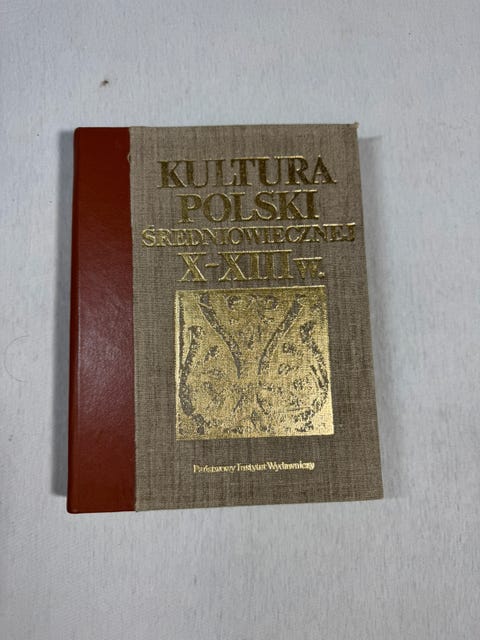 KULTURA
POLSKI
ŚREDNIOWIECZNEJ
X-XIII w.
Państwowy Instytut Wydawniczy